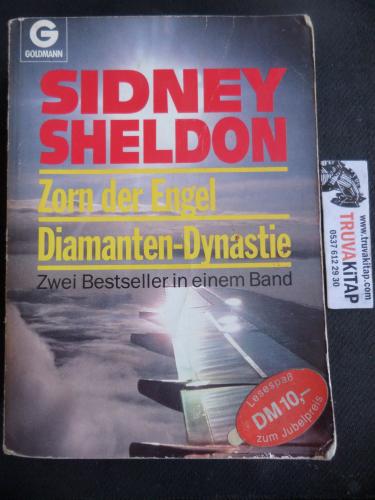 G
GOLDMANN
SIDNEY
SHELDON
Zorn der Engel
Diamanten-Dynastie
Zwei Bestseller in einem Band
Lesespaß
DM 10,-
zum Jubelpreis
TRUVAKiTAP
www.truvakitap.com
0537 612 29 30